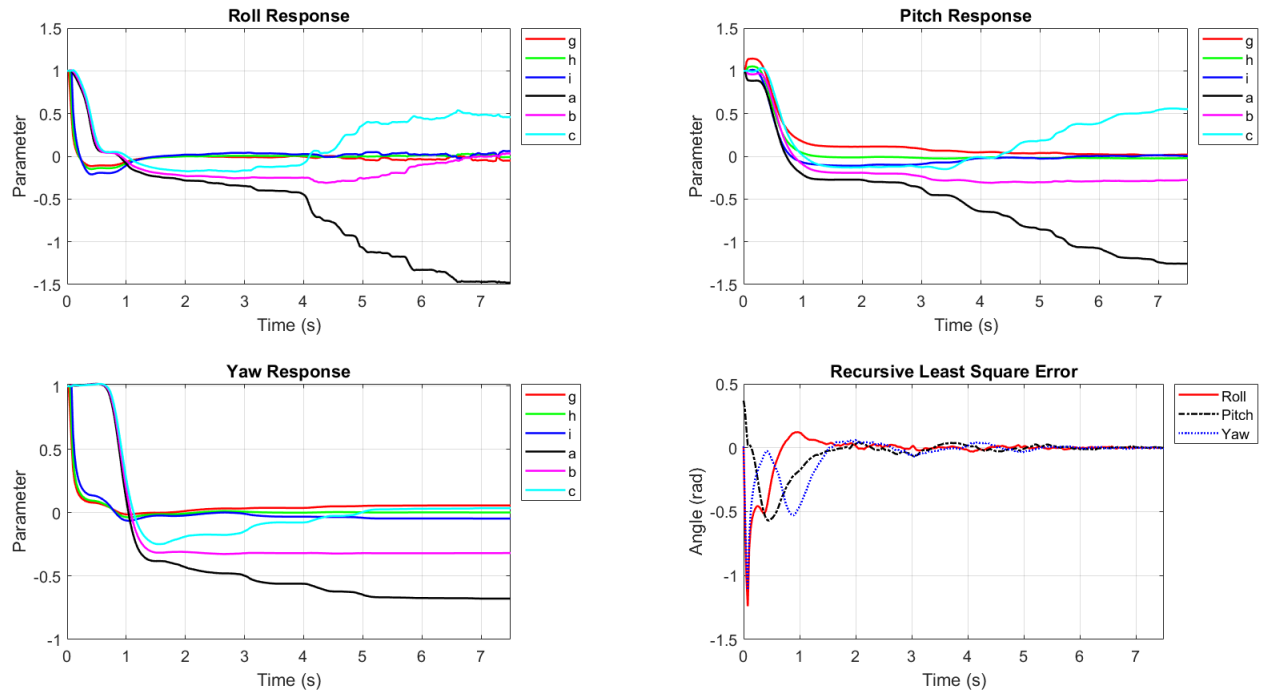 Roll Response
1.5
1
0.5
0
-0.5
-1
-1.5
Parameter
0 1 2 3 4 5 6 7
Time (s)
g
h
i
a
b
c
Pitch Response
1.5
1
0.5
0
-0.5
-1
-1.5
Parameter
0 1 2 3 4 5 6 7
Time (s)
g
h
i
a
b
c
Yaw Response
1
0.5
0
-0.5
-1
Parameter
0 1 2 3 4 5 6 7
Time (s)
g
h
i
a
b
c
Recursive Least Square Error
0.5
0
-0.5
-1
-1.5
Angle (rad)
0 1 2 3 4 5 6 7
Time (s)
Roll
Pitch
Yaw